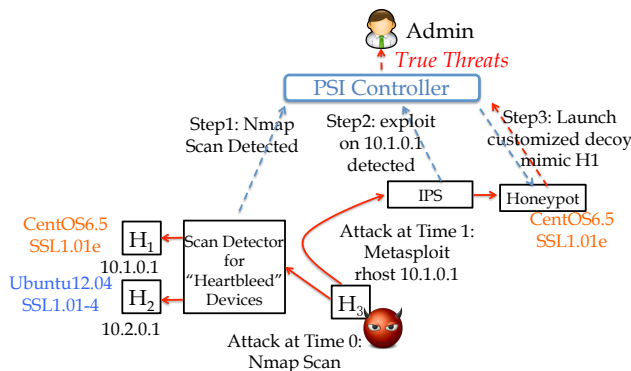 Admin
True Threats
PSI Controller
Step1: Nmap
Scan Detected
Step2: exploit
on 10.1.0.1
detected
Step3: Launch
customized decoy
mimic H1
IPS
Honeypot
CentOS6.5
SSL1.01e
CentOS6.5
SSL1.01e
H1
10.1.0.1
Ubuntu12.04
SSL1.01-4
H2
10.2.0.1
Scan Detector
for
“Heartbleed”
Devices
Attack at Time 1:
Metasploit
rhost 10.1.0.1
H3
Attack at Time 0:
Nmap Scan